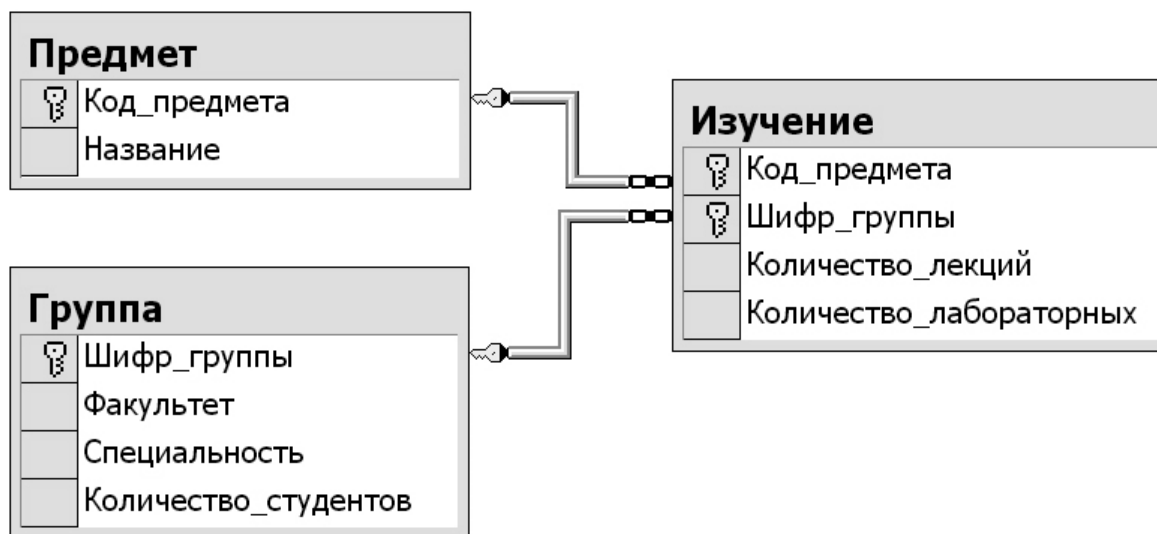 Предмет
Код_предмета
Название
Группа
Шифр_группы
Факультет
Специальность
Количество_студентов
Изучение
Код_предмета
Шифр_группы
Количество_лекций
Количество_лабораторных